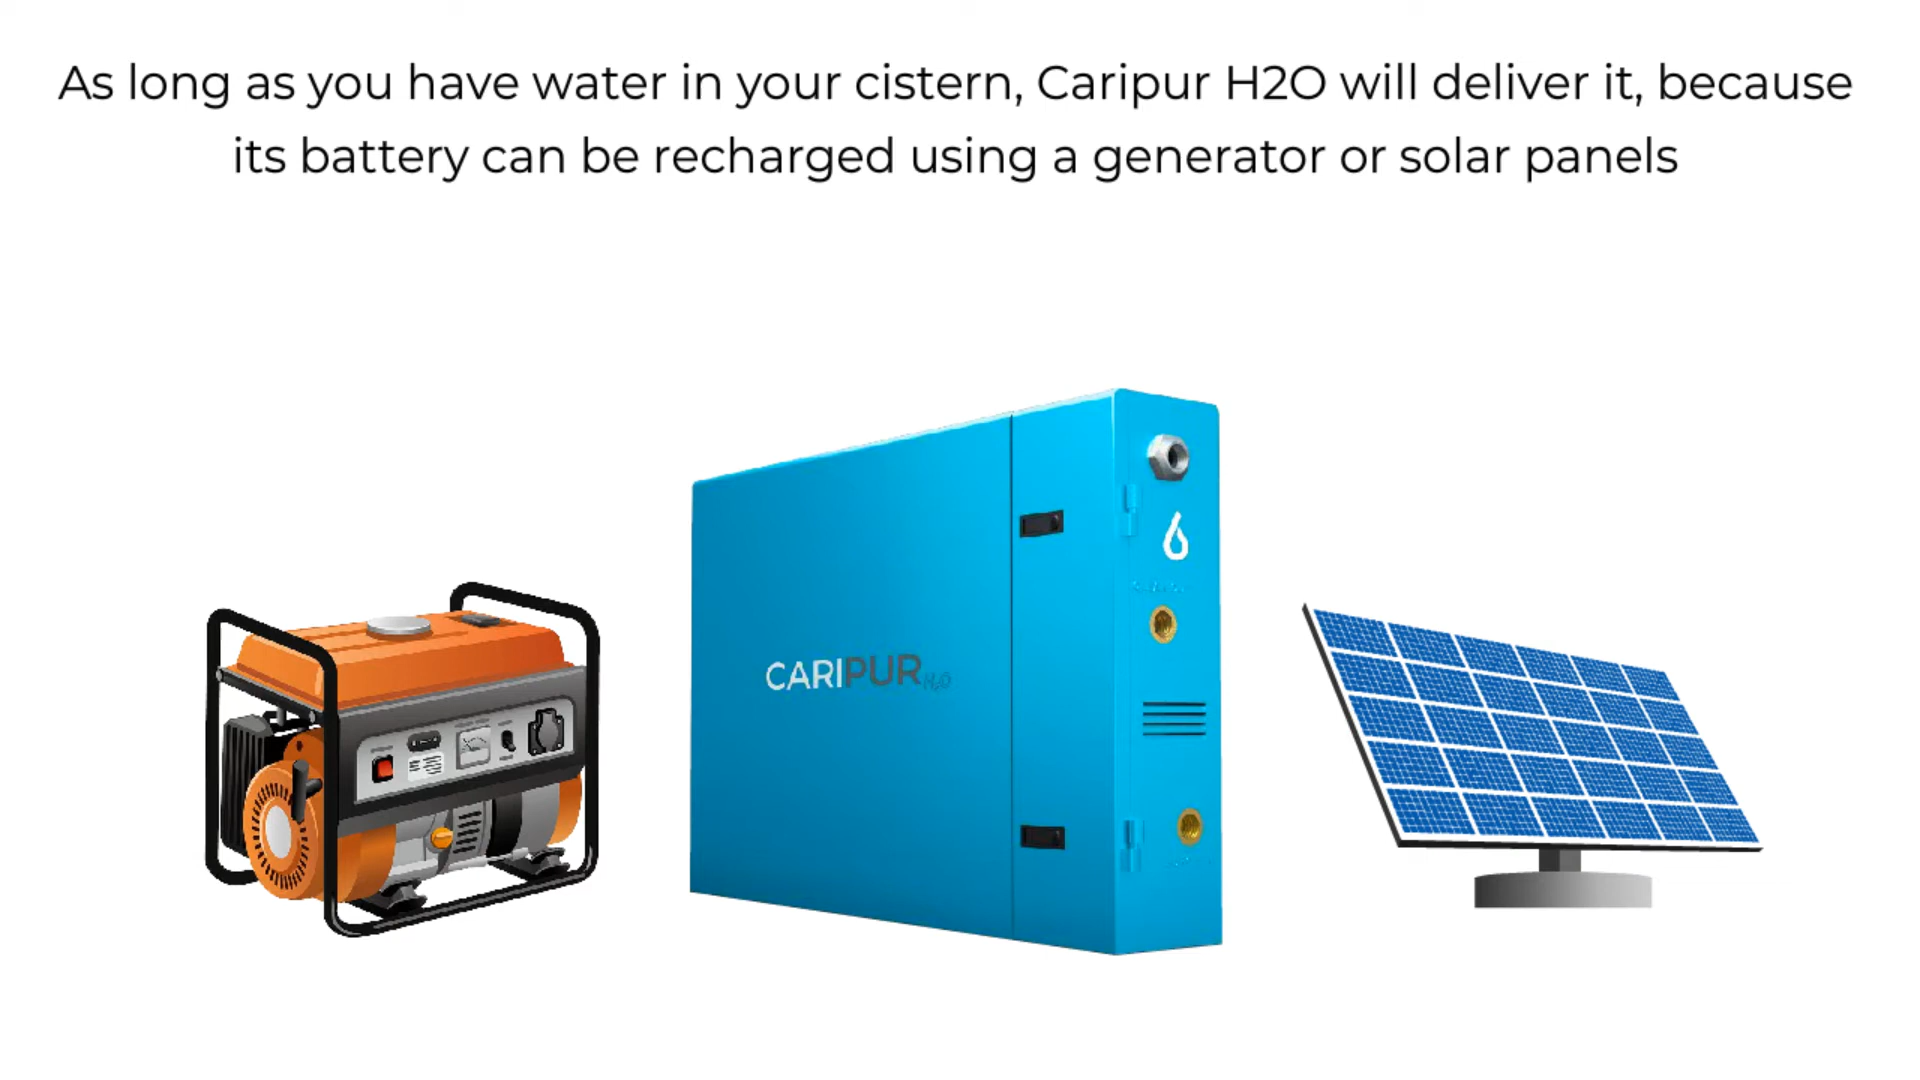 As long as you have water in your cistern, Caripur H2O will deliver it, because
its battery can be recharged using a generator or solar panels
CARIPUR H₂O